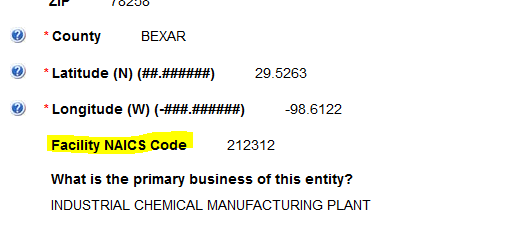 ZIP 78258
* County BEXAR
* Latitude (N) (##.######) 29.5263
* Longitude (W) (-###.######) -98.6122
Facility NAICS Code 212312
What is the primary business of this entity?
INDUSTRIAL CHEMICAL MANUFACTURING PLANT